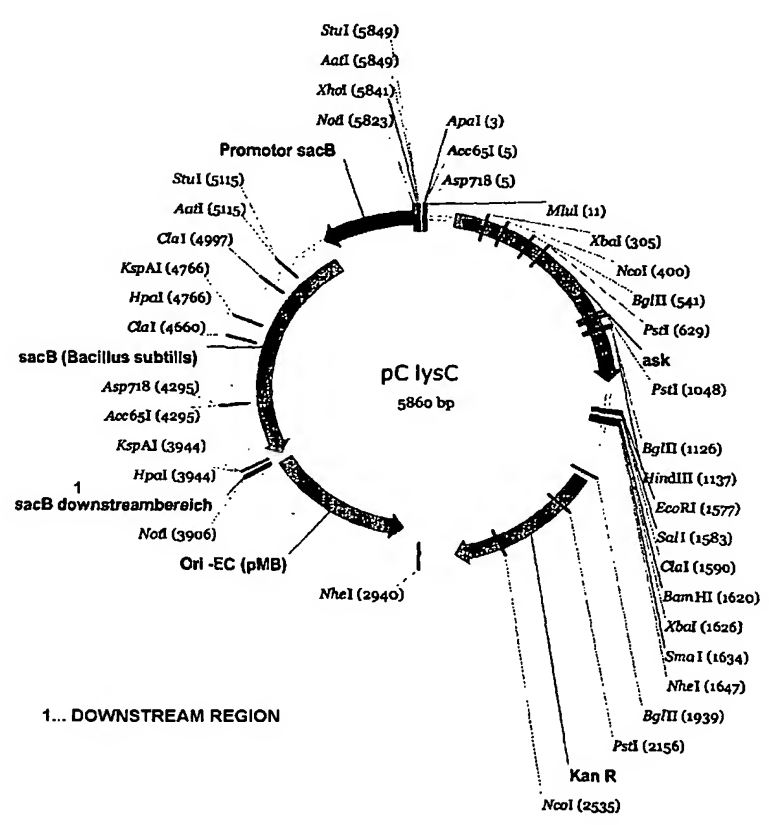 StuI (5849)
AatI (5849)
XhoI (5841)
NotI (5823)
ApaI (3)
Acc65I (5)
Asp718 (5)
MluI (11)
Promotor sacB
StuI (5115)
AatI (5115)
ClaI (4997)
KspAI (4766)
HpaI (4766)
ClaI (4660)
sacB (Bacillus subtilis)
Asp718 (4295)
Acc65I (4295)
KspAI (3944)
HpaI (3944)
1
sacB downstreambereich
NotI (3906)
Ori -EC (pMB)
NheI (2940)
pC lysC
5860 bp
XbaI (305)
NcoI (400)
BglII (541)
PstI (629)
ask
PstI (1048)
BglII (1126)
HindIII (1137)
EcoRI (1577)
SalI (1583)
ClaI (1590)
BamHI (1620)
XbaI (1626)
SmaI (1634)
NheI (1647)
BglII (1939)
PstI (2156)
Kan R
NcoI (2535)
1... DOWNSTREAM REGION